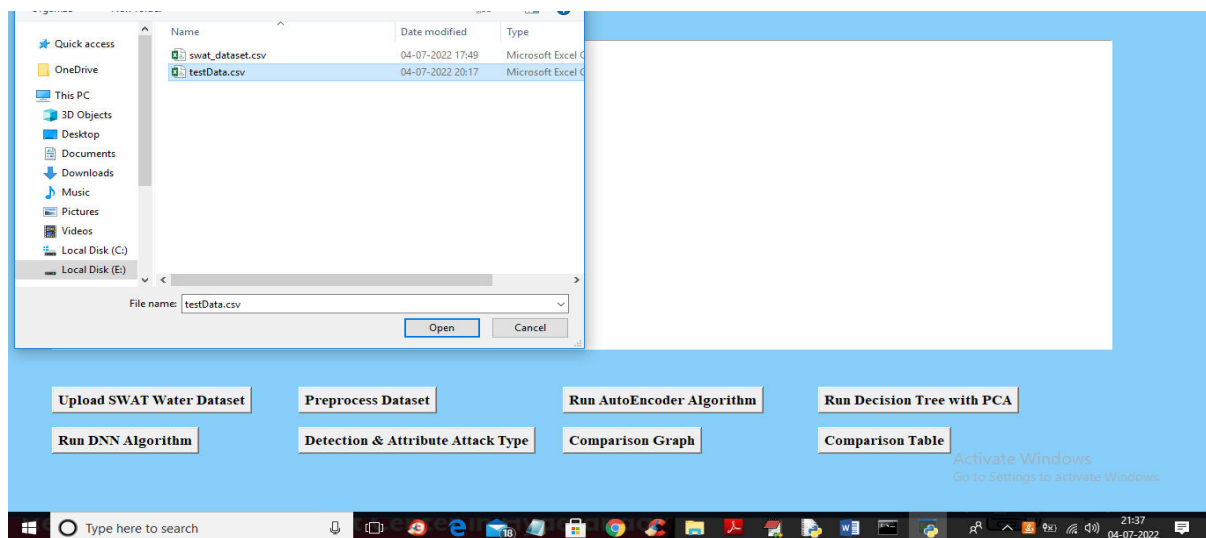 Name
Date modified
Type
Quick access
swat_dataset.csv
04-07-2022 17:49
Microsoft Excel C
OneDrive
testData.csv
04-07-2022 20:17
Microsoft Excel C
This PC
3D Objects
Desktop
Documents
Downloads
Music
Pictures
Videos
Local Disk (C:)
Local Disk (E:)
File name: testData.csv
Open
Cancel
Upload SWAT Water Dataset
Preprocess Dataset
Run AutoEncoder Algorithm
Run Decision Tree with PCA
Run DNN Algorithm
Detection & Attribute Attack Type
Comparison Graph
Comparison Table
Activate Windows
Go to Settings to activate Windows.
Type here to search
18
21:37
04-07-2022